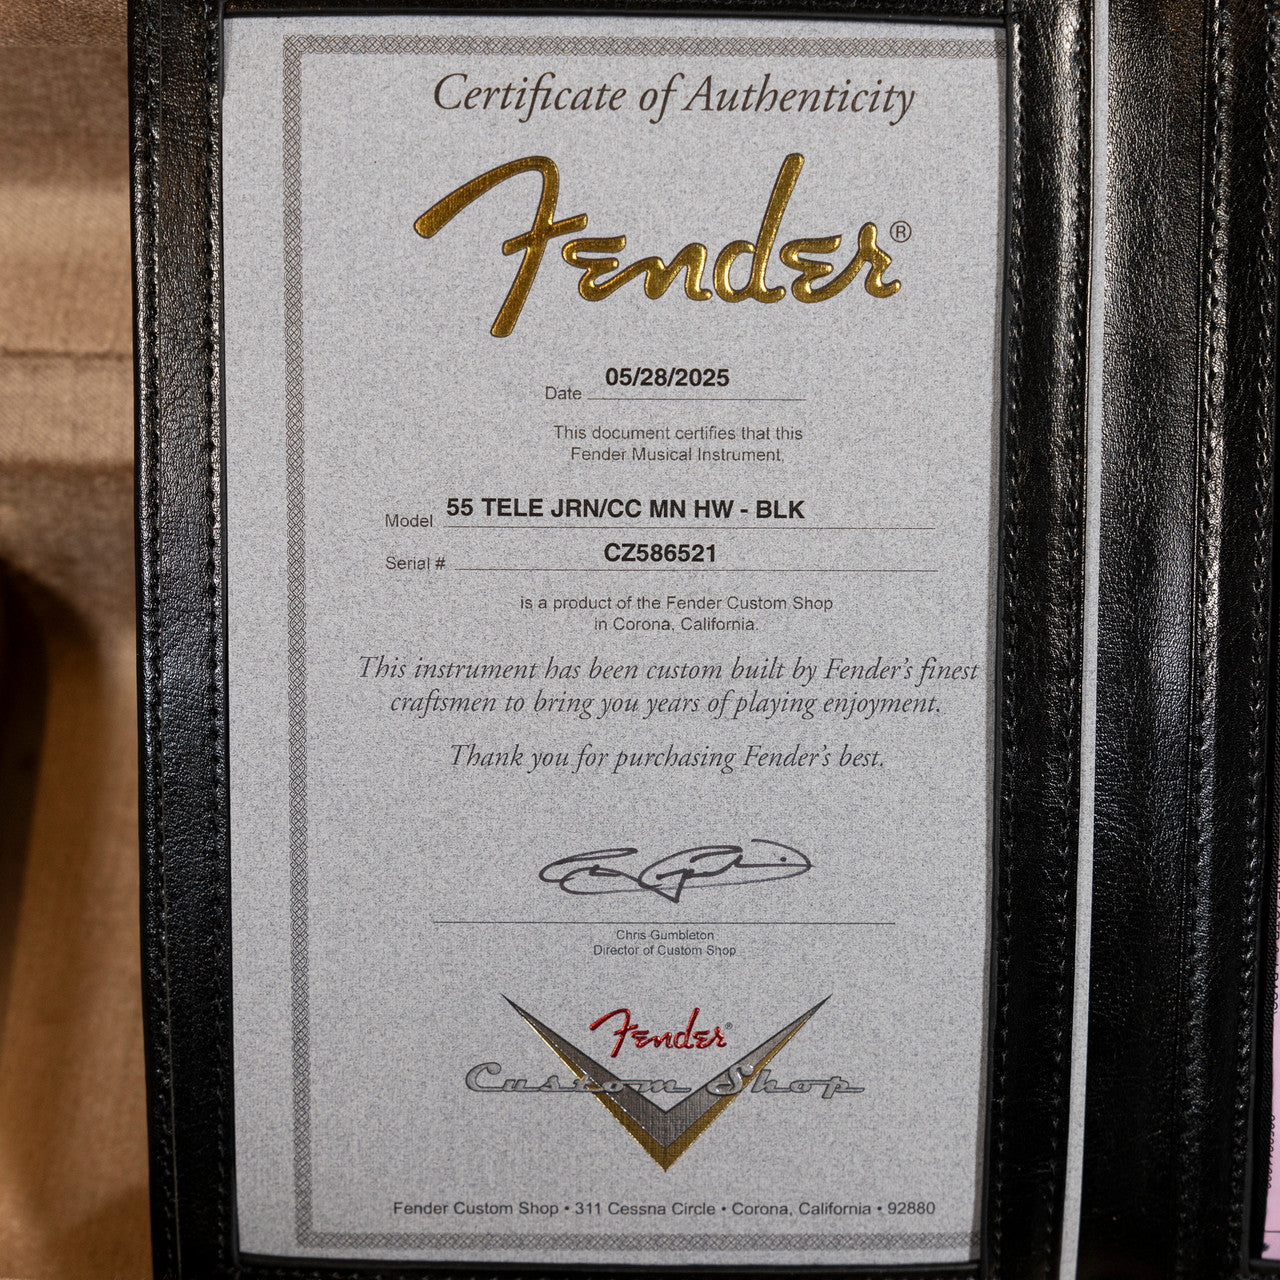 Certificate of Authenticity
Fender®
Date 05/28/2025
This document certifies that this
Fender Musical Instrument,
Model 55 TELE JRN/CC MN HW - BLK
Serial # CZ586521
is a product of the Fender Custom Shop
in Corona, California.
This instrument has been custom built by Fender's finest
craftsmen to bring you years of playing enjoyment.
Thank you for purchasing Fender's best.
Chris Gumbleton
Director of Custom Shop
Fender®
Custom Shop
Fender Custom Shop • 311 Cessna Circle • Corona, California • 92880